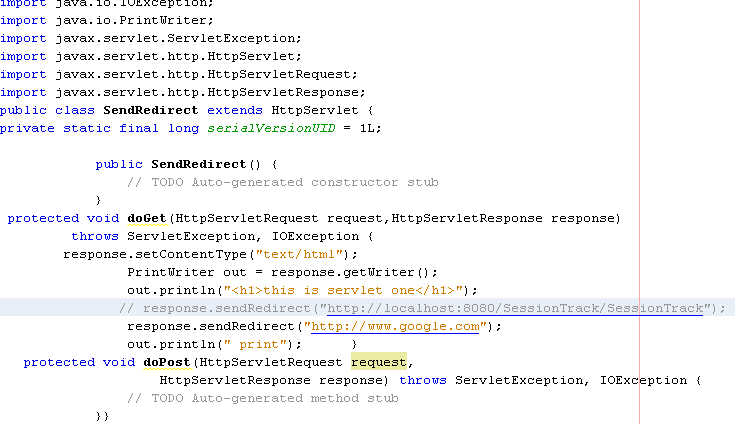 import java.io.IOException;
import java.io.PrintWriter;
import javax.servlet.ServletException;
import javax.servlet.http.HttpServlet;
import javax.servlet.http.HttpServletRequest;
import javax.servlet.http.HttpServletResponse;
public class SendRedirect extends HttpServlet {
private static final long serialVersionUID = 1L;
public SendRedirect() {
// TODO Auto-generated constructor stub
}
protected void doGet(HttpServletRequest request,HttpServletResponse response)
throws ServletException, IOException {
response.setContentType("text/html");
PrintWriter out = response.getWriter();
out.println("<h1>this is servlet one</h1>");
// response.sendRedirect("http://localhost:8080/SessionTrack/SessionTrack");
response.sendRedirect("http://www.google.com");
out.println(" print"); }
protected void doPost(HttpServletRequest request,
HttpServletResponse response) throws ServletException, IOException {
// TODO Auto-generated method stub
}}